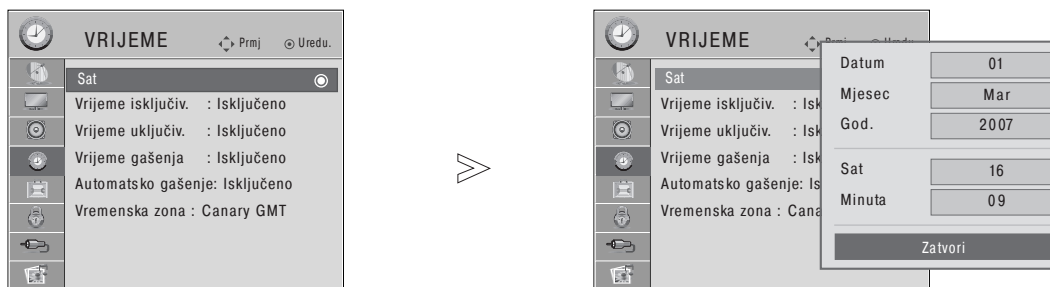 VRIJEME Prmj Uredu.
Sat
Vrijeme isključiv. : Isključeno
Vrijeme uključiv. : Isključeno
Vrijeme gašenja : Isključeno
Automatsko gašenje: Isključeno
Vremenska zona : Canary GMT
>
VRIJEME
Sat
Vrijeme isključiv. : Isk
Vrijeme uključiv. : Isk
Vrijeme gašenja : Isk
Automatsko gašenje: Is
Vremenska zona : Cana
Datum 01
Mjesec Mar
God. 2007
Sat 16
Minuta 09
Zatvori